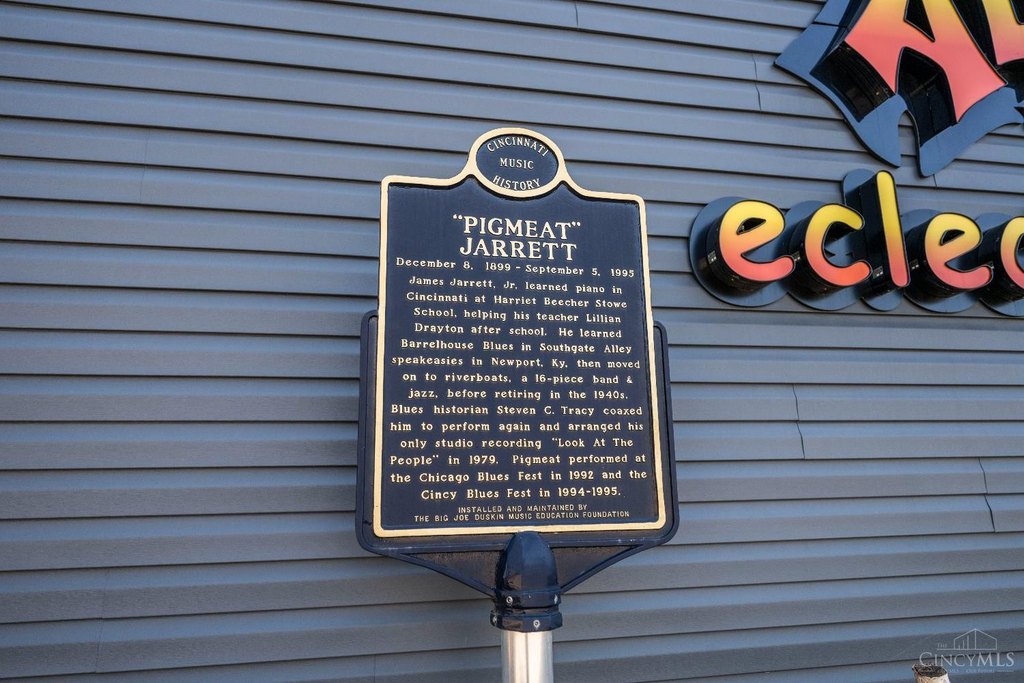 CINCINNATI
MUSIC
HISTORY
"PIGMEAT"
JARRETT
December 8, 1899 - September 5, 1995
James Jarrett, Jr. learned piano in
Cincinnati at Harriet Beecher Stowe
School, helping his teacher Lillian
Drayton after school. He learned
Barrelhouse Blues in Southgate Alley
speakeasies in Newport, Ky. then moved
on to riverboats, a 16-piece band &
jazz, before retiring in the 1940s.
Blues historian Steven C. Tracy coaxed
him to perform again and arranged his
only studio recording "Look At The
People" in 1979. Pigmeat performed at
the Chicago Blues Fest in 1992 and the
Cincy Blues Fest in 1994-1995.
INSTALLED AND MAINTAINED BY
THE BIG JOE DUSKIN MUSIC EDUCATION FOUNDATION
eclec
THE
CINCYMLS